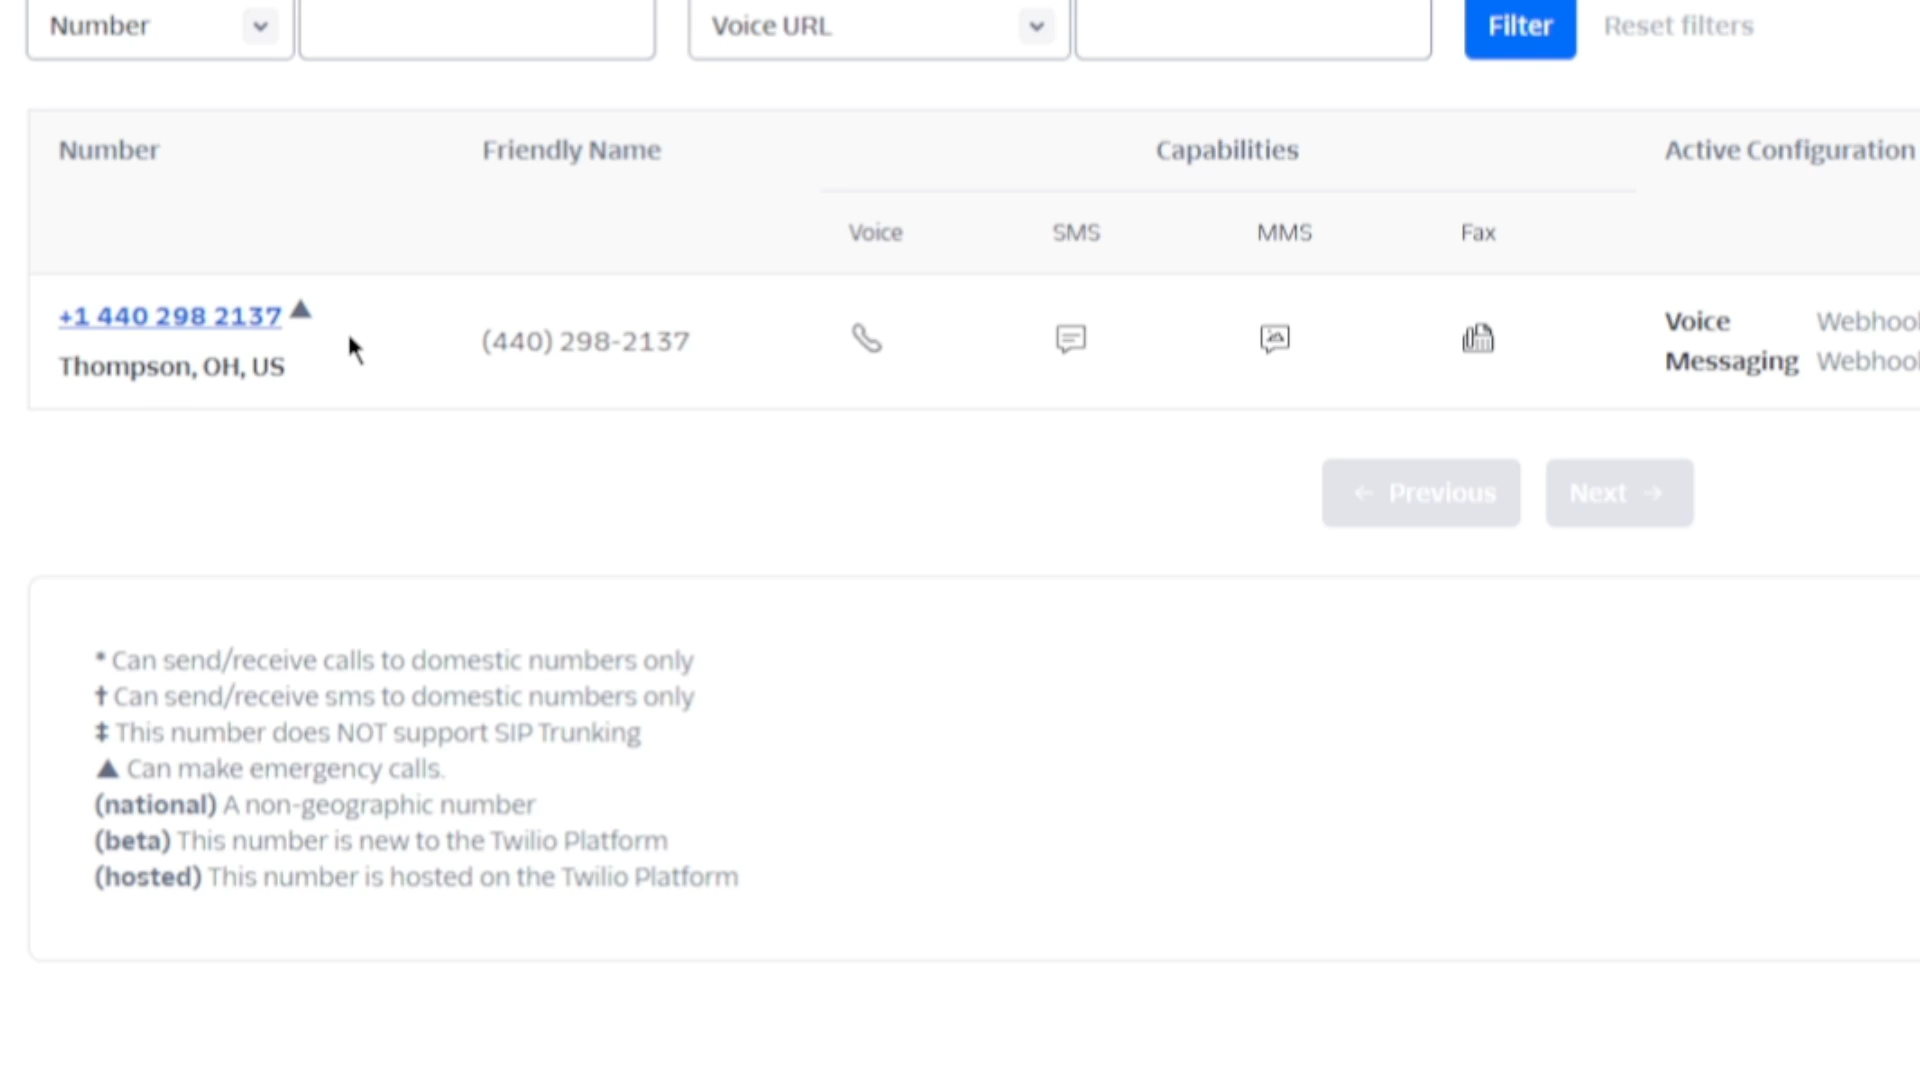 Number Voice URL Filter Reset filters
Number Friendly Name Capabilities Active Configuration
Voice SMS MMS Fax
+1 440 298 2137 ▲
Thompson, OH, US
(440) 298-2137
Voice
Messaging
← Previous Next →
* Can send/receive calls to domestic numbers only
† Can send/receive sms to domestic numbers only
‡ This number does NOT support SIP Trunking
▲ Can make emergency calls.
(national) A non-geographic number
(beta) This number is new to the Twilio Platform
(hosted) This number is hosted on the Twilio Platform